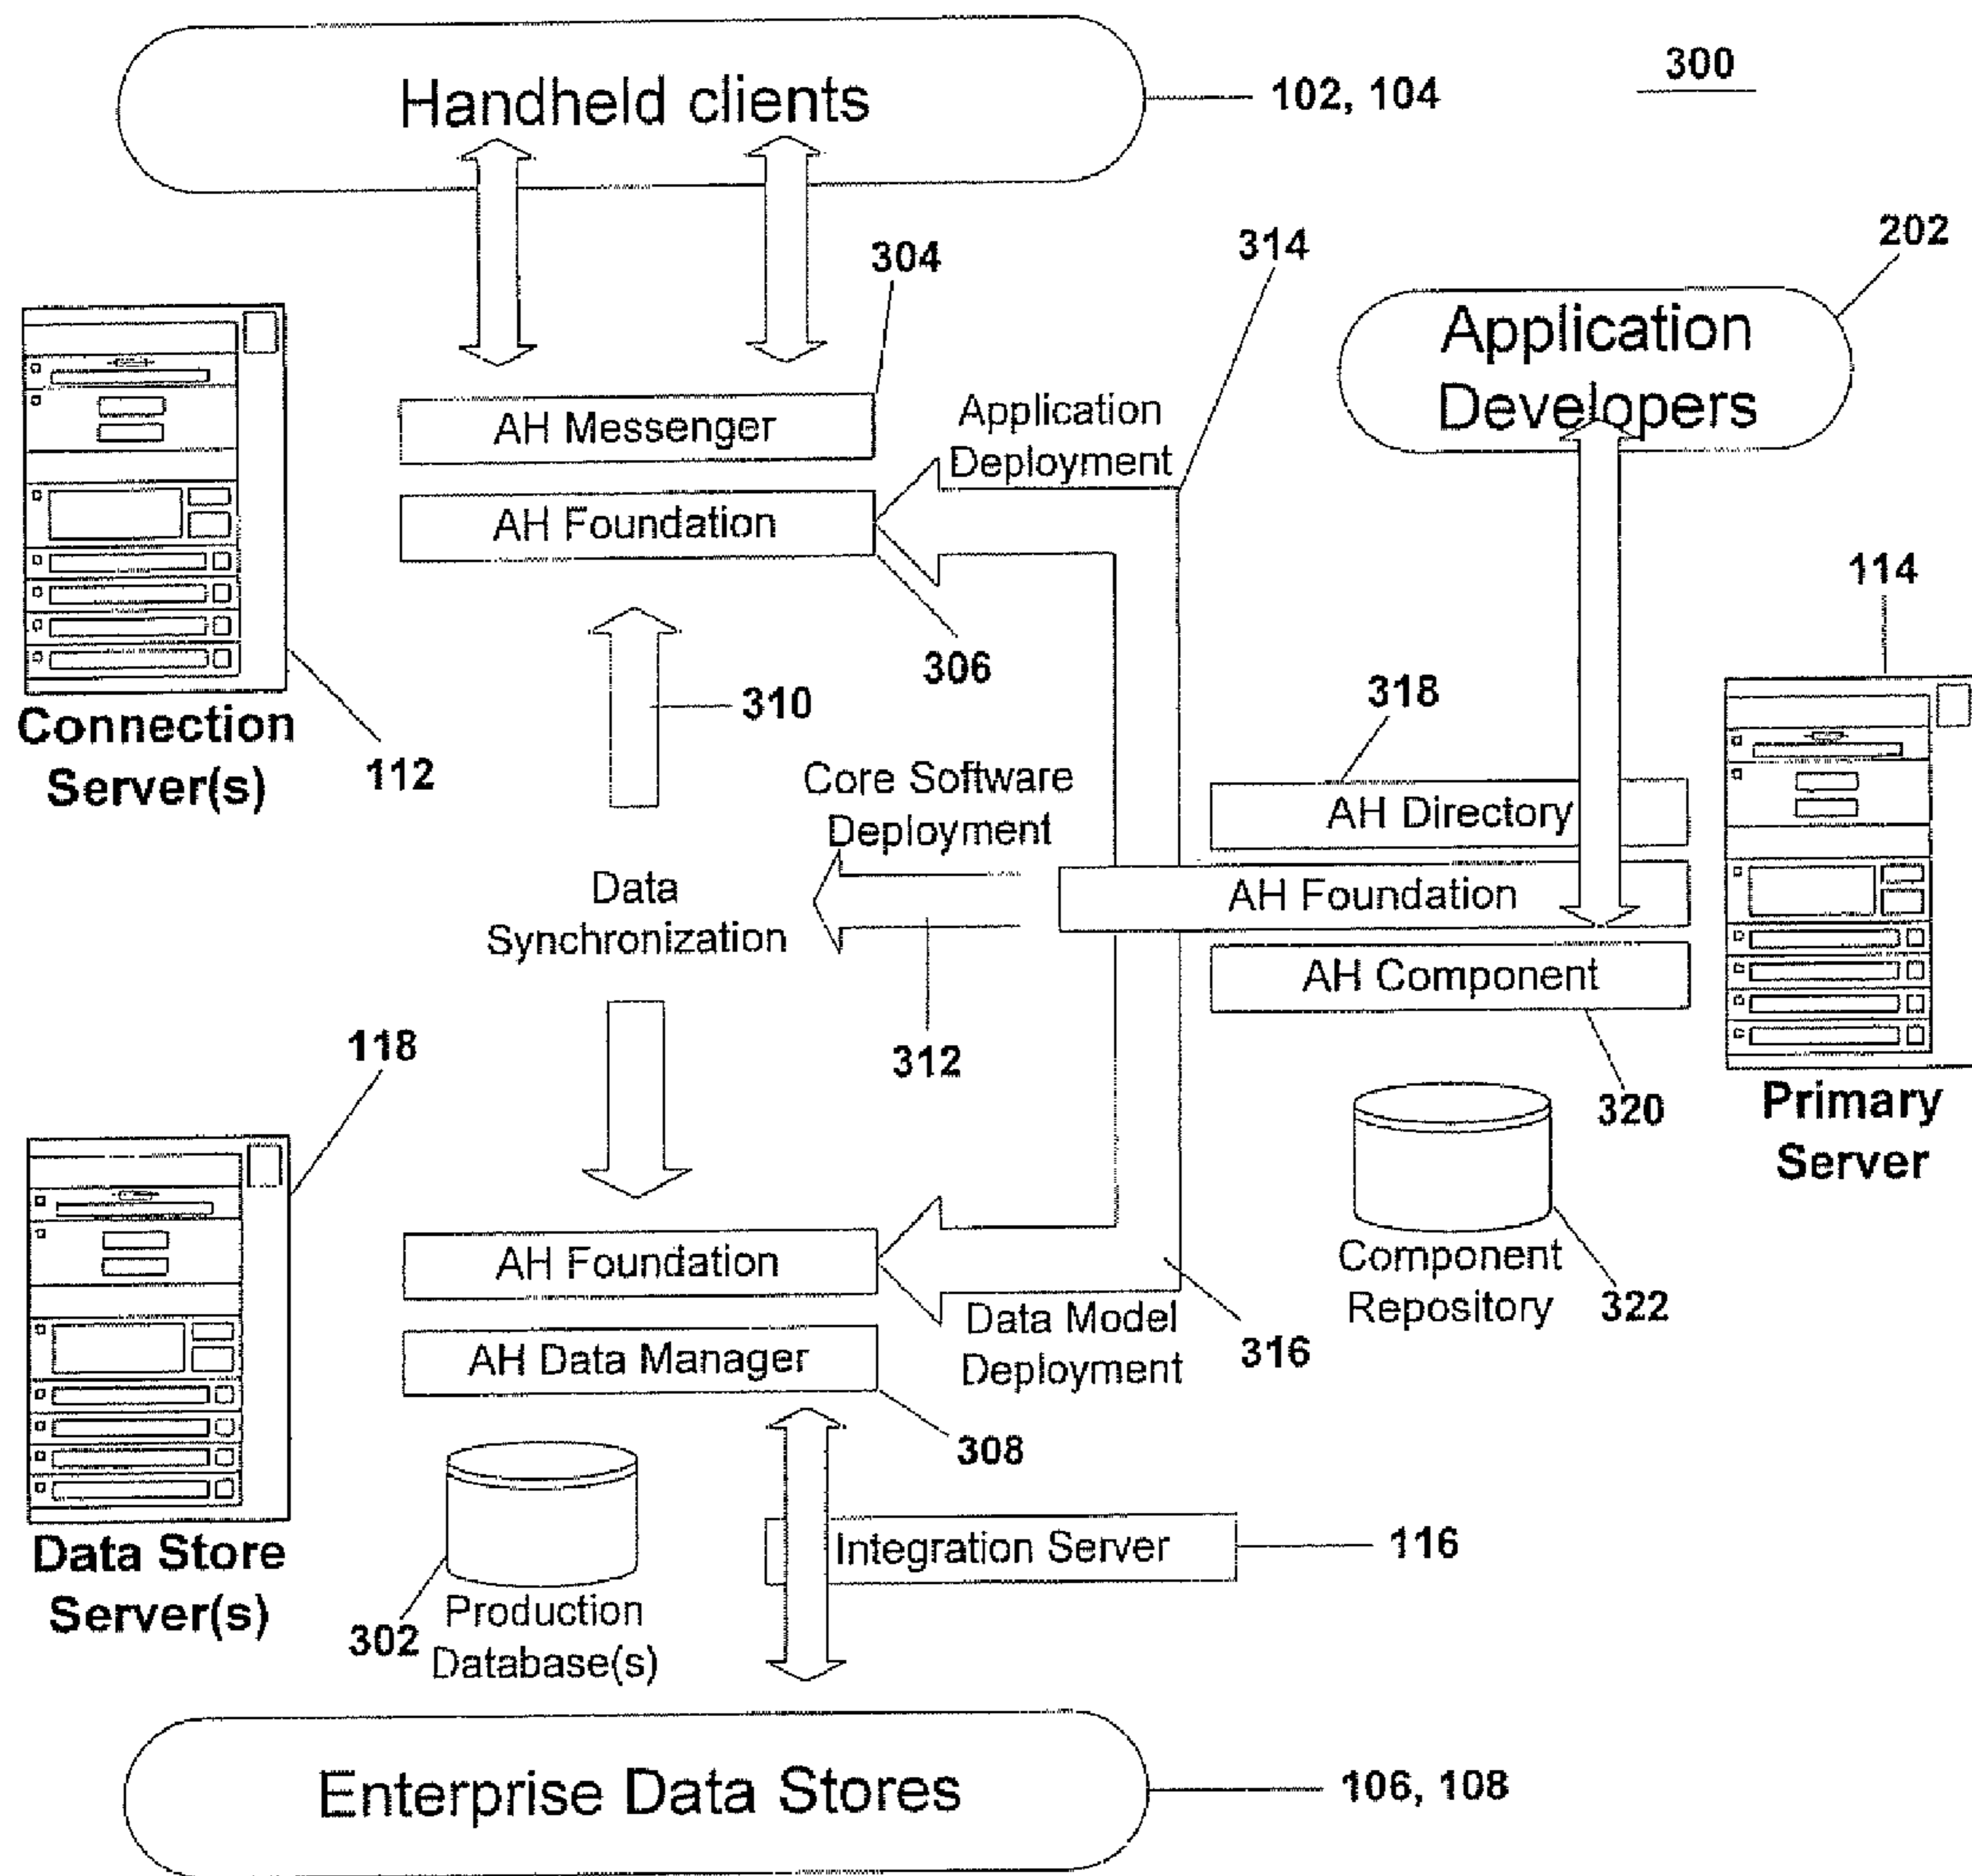 300
Handheld clients
102, 104
202
314
304
Application
Developers
AH Messenger
Application
Deployment
AH Foundation
114
306
310
318
Connection
Server(s)
112
Core Software
Deployment
AH Directory
Data
Synchronization
AH Foundation
AH Component
312
118
320
Primary
Server
AH Foundation
Component
Repository
322
Data Model
Deployment
316
AH Data Manager
308
Integration Server
116
Data Store
Server(s)
302
Production
Database(s)
Enterprise Data Stores
106, 108